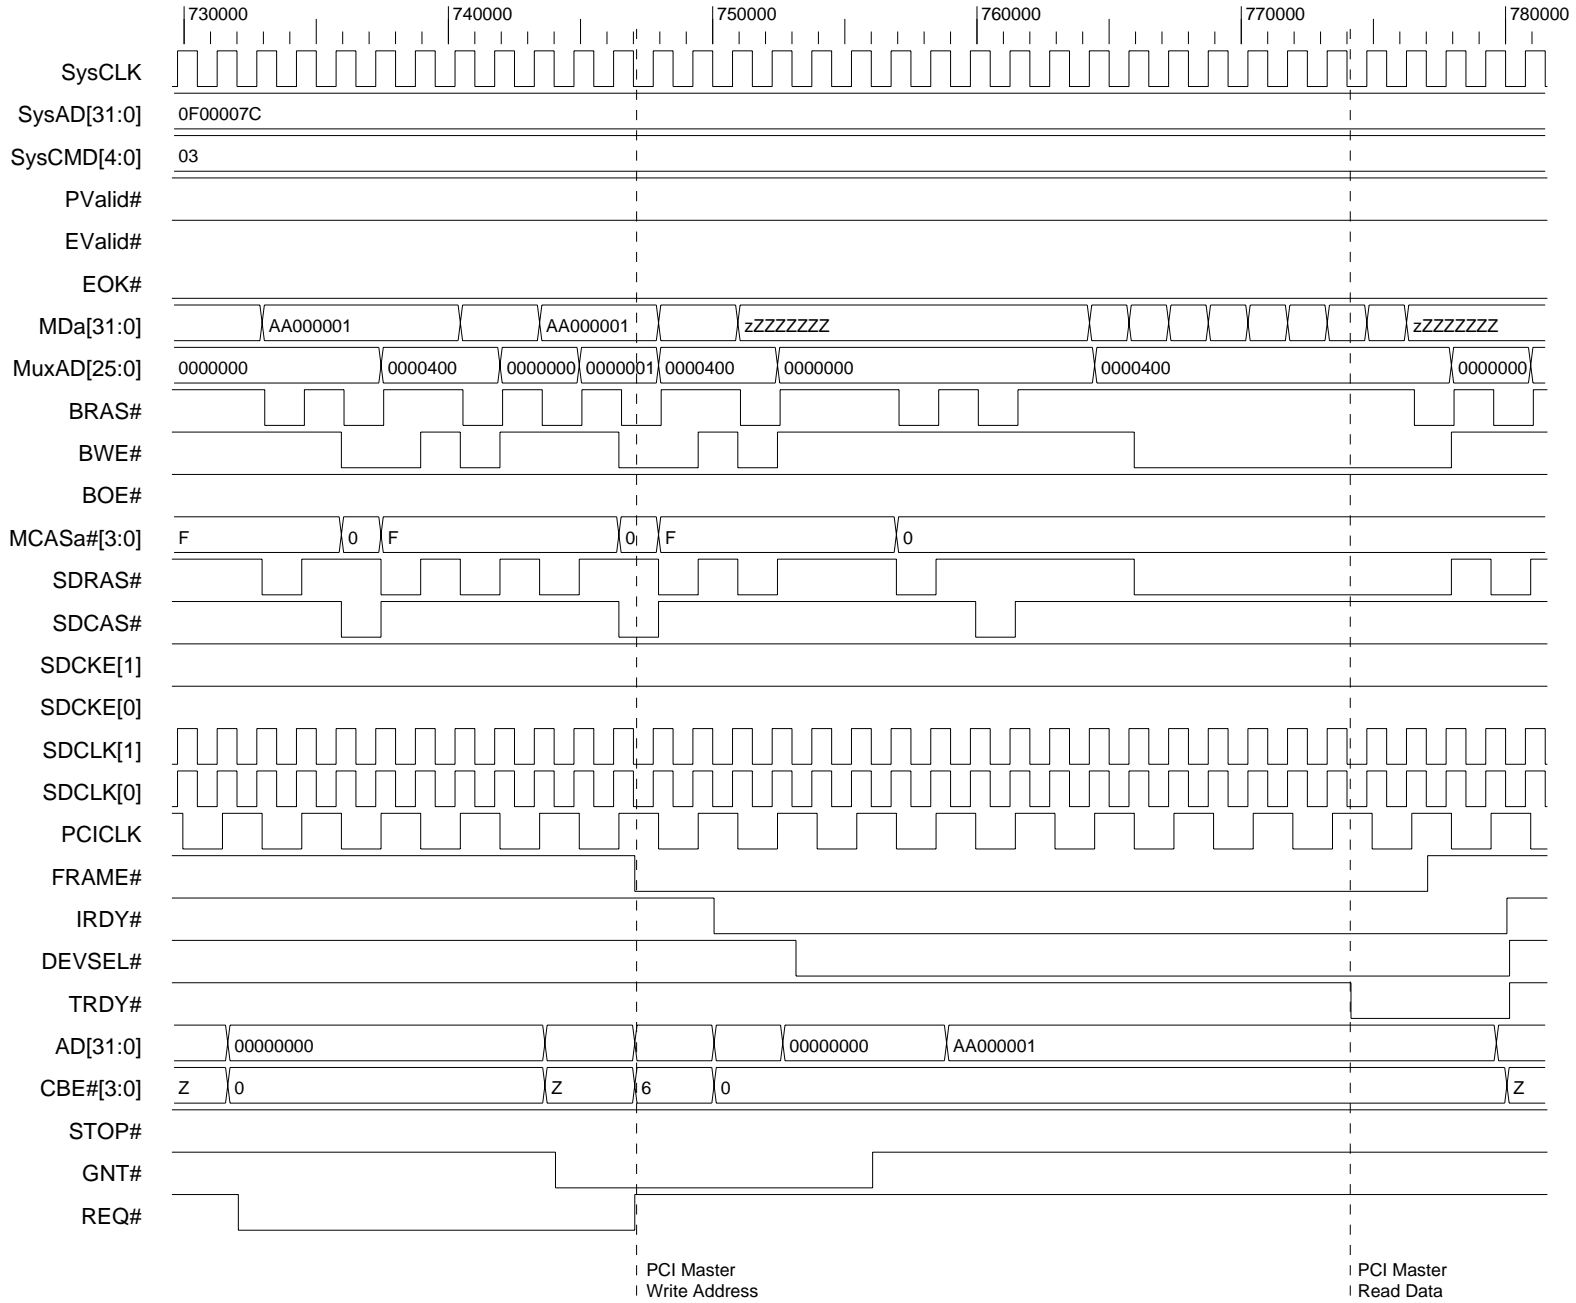 730000 740000 750000 760000 770000 780000
SysCLK
SysAD[31:0] 0F00007C
SysCMD[4:0] 03
PValid#
EValid#
EOK#
MDa[31:0] AA000001 AA000001 zZZZZZZZ zZZZZZZZ
MuxAD[25:0] 0000000 0000400 0000000 0000001 0000400 0000000 0000400 0000000
BRAS#
BWE#
BOE#
MCASa#[3:0] F 0 F 0 F 0
SDRAS#
SDCAS#
SDCKE[1]
SDCKE[0]
SDCLK[1]
SDCLK[0]
PCICLK
FRAME#
IRDY#
DEVSEL#
TRDY#
AD[31:0] 00000000 00000000 AA000001
CBE#[3:0] Z 0 Z 6 0 Z
STOP#
GNT#
REQ#
PCI Master PCI Master
Write Address Read Data